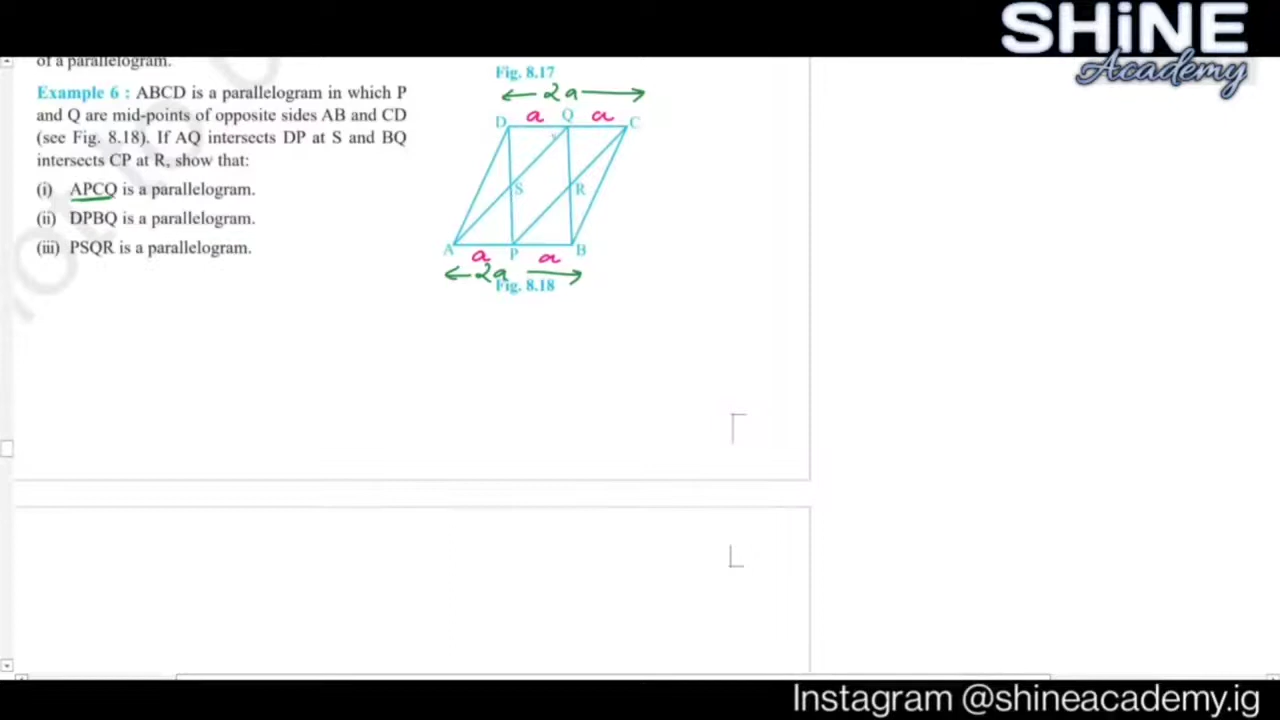 SHiNE
Academy
of a parallelogram.
Fig. 8.17
Example 6 : ABCD is a parallelogram in which P
and Q are mid-points of opposite sides AB and CD
(see Fig. 8.18). If AQ intersects DP at S and BQ
intersects CP at R, show that:
(i) APCQ is a parallelogram.
(ii) DPBQ is a parallelogram.
(iii) PSQR is a parallelogram.
2a
a a
D Q C
S R
A P B
a a
2a
Fig. 8.18
Instagram @shineacademy.ig